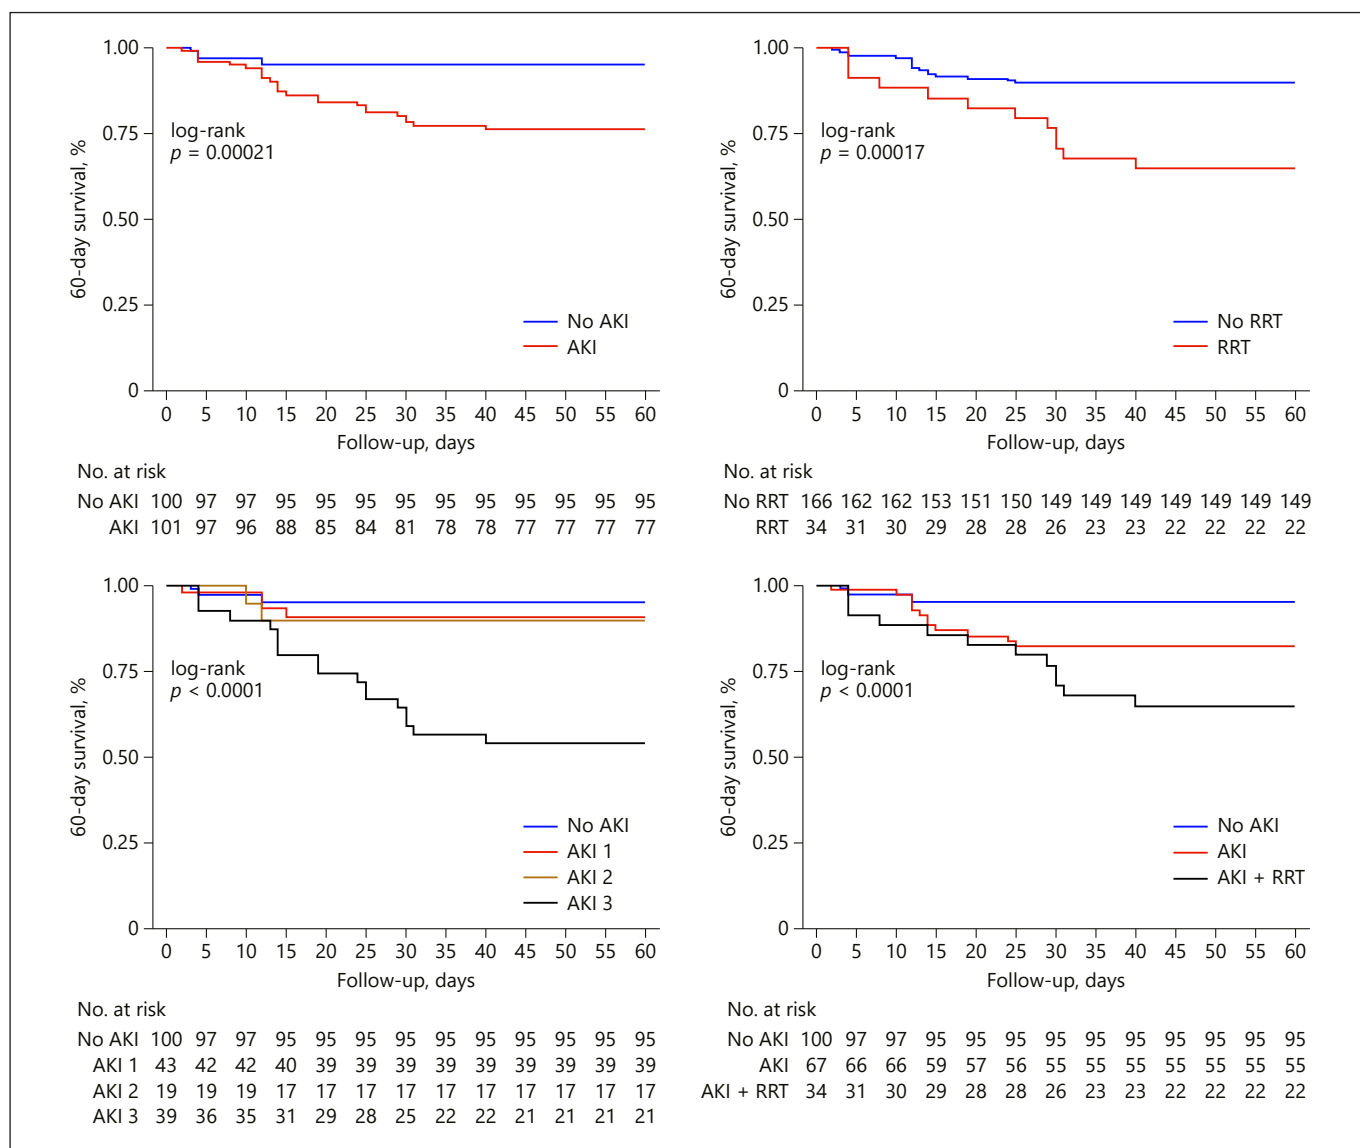 1.00
0.75
0.50
0.25
0
60-day survival, %
log-rank
p = 0.00021
No AKI
AKI
0 5 10 15 20 25 30 35 40 45 50 55 60
Follow-up, days
No. at risk
No AKI 100 97 97 95 95 95 95 95 95 95 95 95 95
AKI 101 97 96 88 85 84 81 78 78 77 77 77 77
1.00
0.75
0.50
0.25
0
60-day survival, %
log-rank
p = 0.00017
No RRT
RRT
0 5 10 15 20 25 30 35 40 45 50 55 60
Follow-up, days
No. at risk
No RRT 166 162 162 153 151 150 149 149 149 149 149 149 149
RRT 34 31 30 29 28 28 26 23 23 22 22 22 22
1.00
0.75
0.50
0.25
0
60-day survival, %
log-rank
p < 0.0001
No AKI
AKI 1
AKI 2
AKI 3
0 5 10 15 20 25 30 35 40 45 50 55 60
Follow-up, days
No. at risk
No AKI 100 97 97 95 95 95 95 95 95 95 95 95 95
AKI 1 43 42 42 40 39 39 39 39 39 39 39 39 39
AKI 2 19 19 19 17 17 17 17 17 17 17 17 17 17
AKI 3 39 36 35 31 29 28 25 22 22 21 21 21 21
1.00
0.75
0.50
0.25
0
60-day survival, %
log-rank
p < 0.0001
No AKI
AKI
AKI + RRT
0 5 10 15 20 25 30 35 40 45 50 55 60
Follow-up, days
No. at risk
No AKI 100 97 97 95 95 95 95 95 95 95 95 95 95
AKI 67 66 66 59 57 56 55 55 55 55 55 55 55
AKI + RRT 34 31 30 29 28 28 26 23 23 22 22 22 22